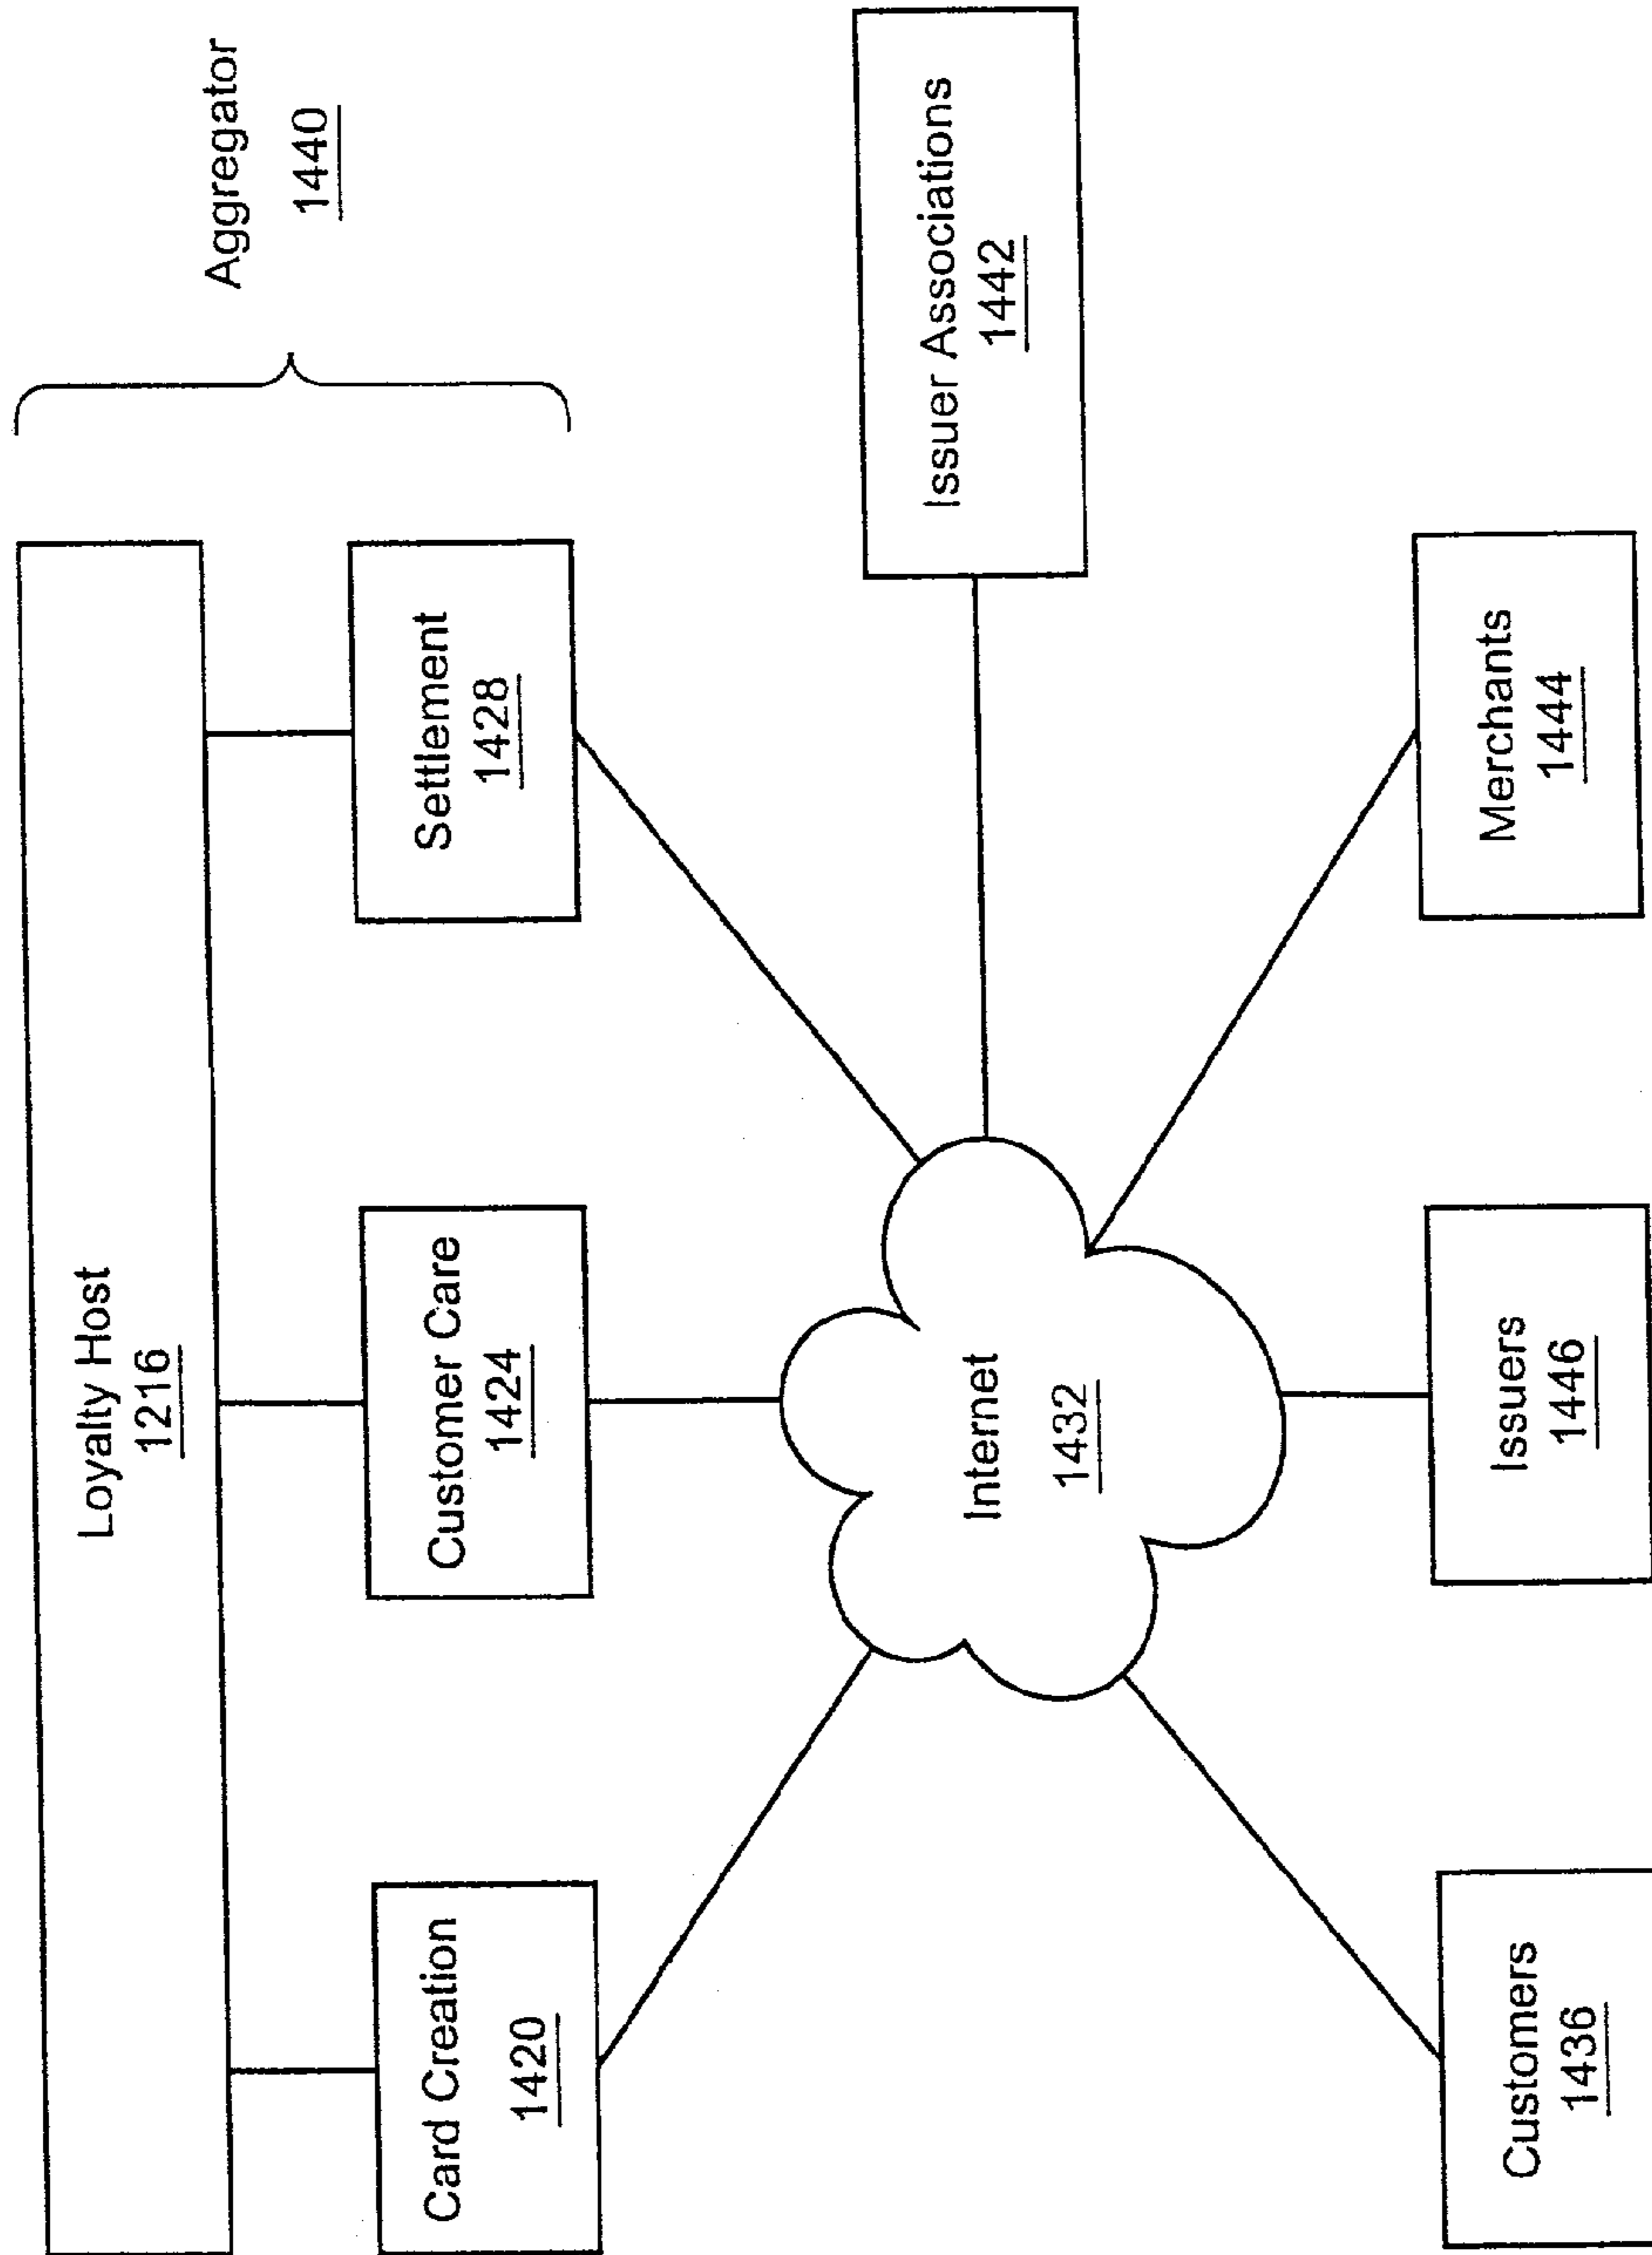 Loyalty Host
1216
Aggregator
1440
Card Creation
1420
Customer Care
1424
Settlement
1428
Internet
1432
Issuer Associations
1442
Customers
1436
Issuers
1446
Merchants
1444